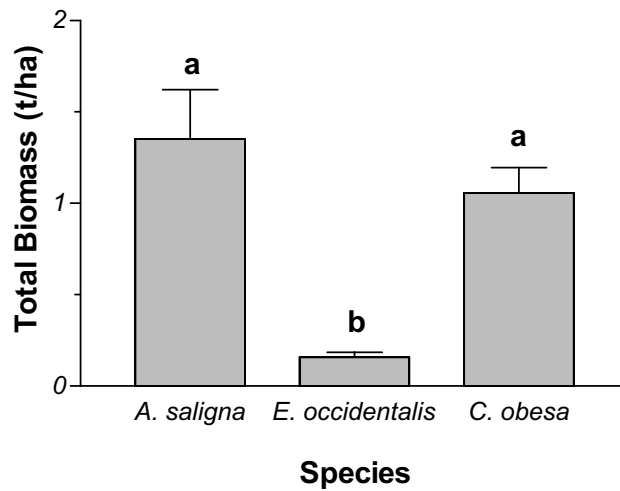 Total Biomass (t/ha)
2
1
0
a
b
a
A. saligna E. occidentalis C. obesa
Species